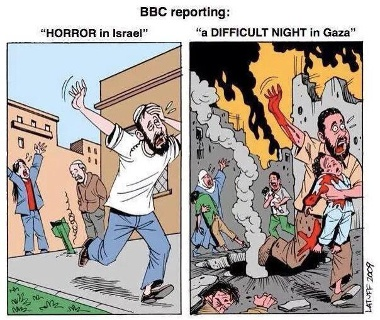 BBC reporting:
"HORROR in Israel"
"a DIFFICULT NIGHT in Gaza"
LATUFF 2009